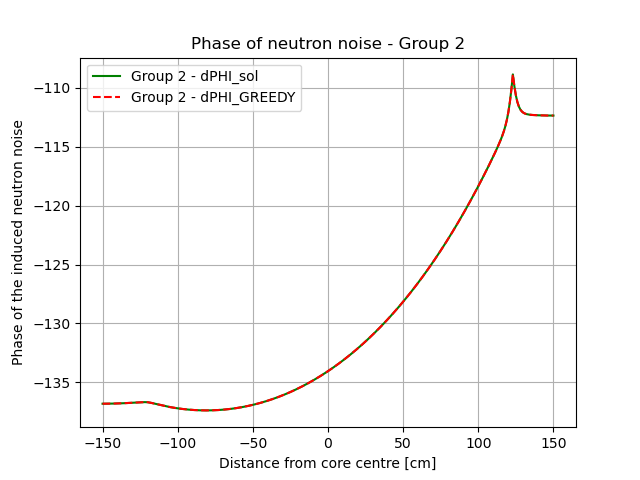 Phase of neutron noise - Group 2
Group 2 - dPHI_sol
Group 2 - dPHI_GREEDY
Phase of the induced neutron noise
−110
−115
−120
−125
−130
−135
−150
−100
−50
0
50
100
150
Distance from core centre [cm]